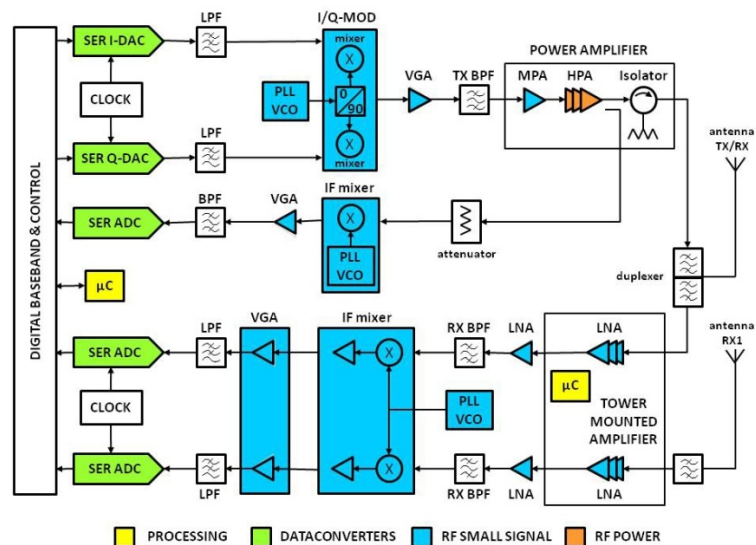 LPF
I/Q-MOD
SER I-DAC
mixer
X
POWER AMPLIFIER
CLOCK
PLL
VCO
0
90
VGA
TX BPF
MPA
HPA
Isolator
LPF
SER Q-DAC
X
mixer
antenna
TX/RX
BPF
VGA
IF mixer
SER ADC
X
PLL
VCO
attenuator
duplexer
DIGITAL BASEBAND & CONTROL
µC
VGA
IF mixer
LPF
RX BPF
LNA
LNA
antenna
RX1
SER ADC
X
µC
CLOCK
PLL
VCO
TOWER
MOUNTED
AMPLIFIER
SER ADC
X
LPF
RX BPF
LNA
LNA
PROCESSING
DATACONVERTERS
RF SMALL SIGNAL
RF POWER